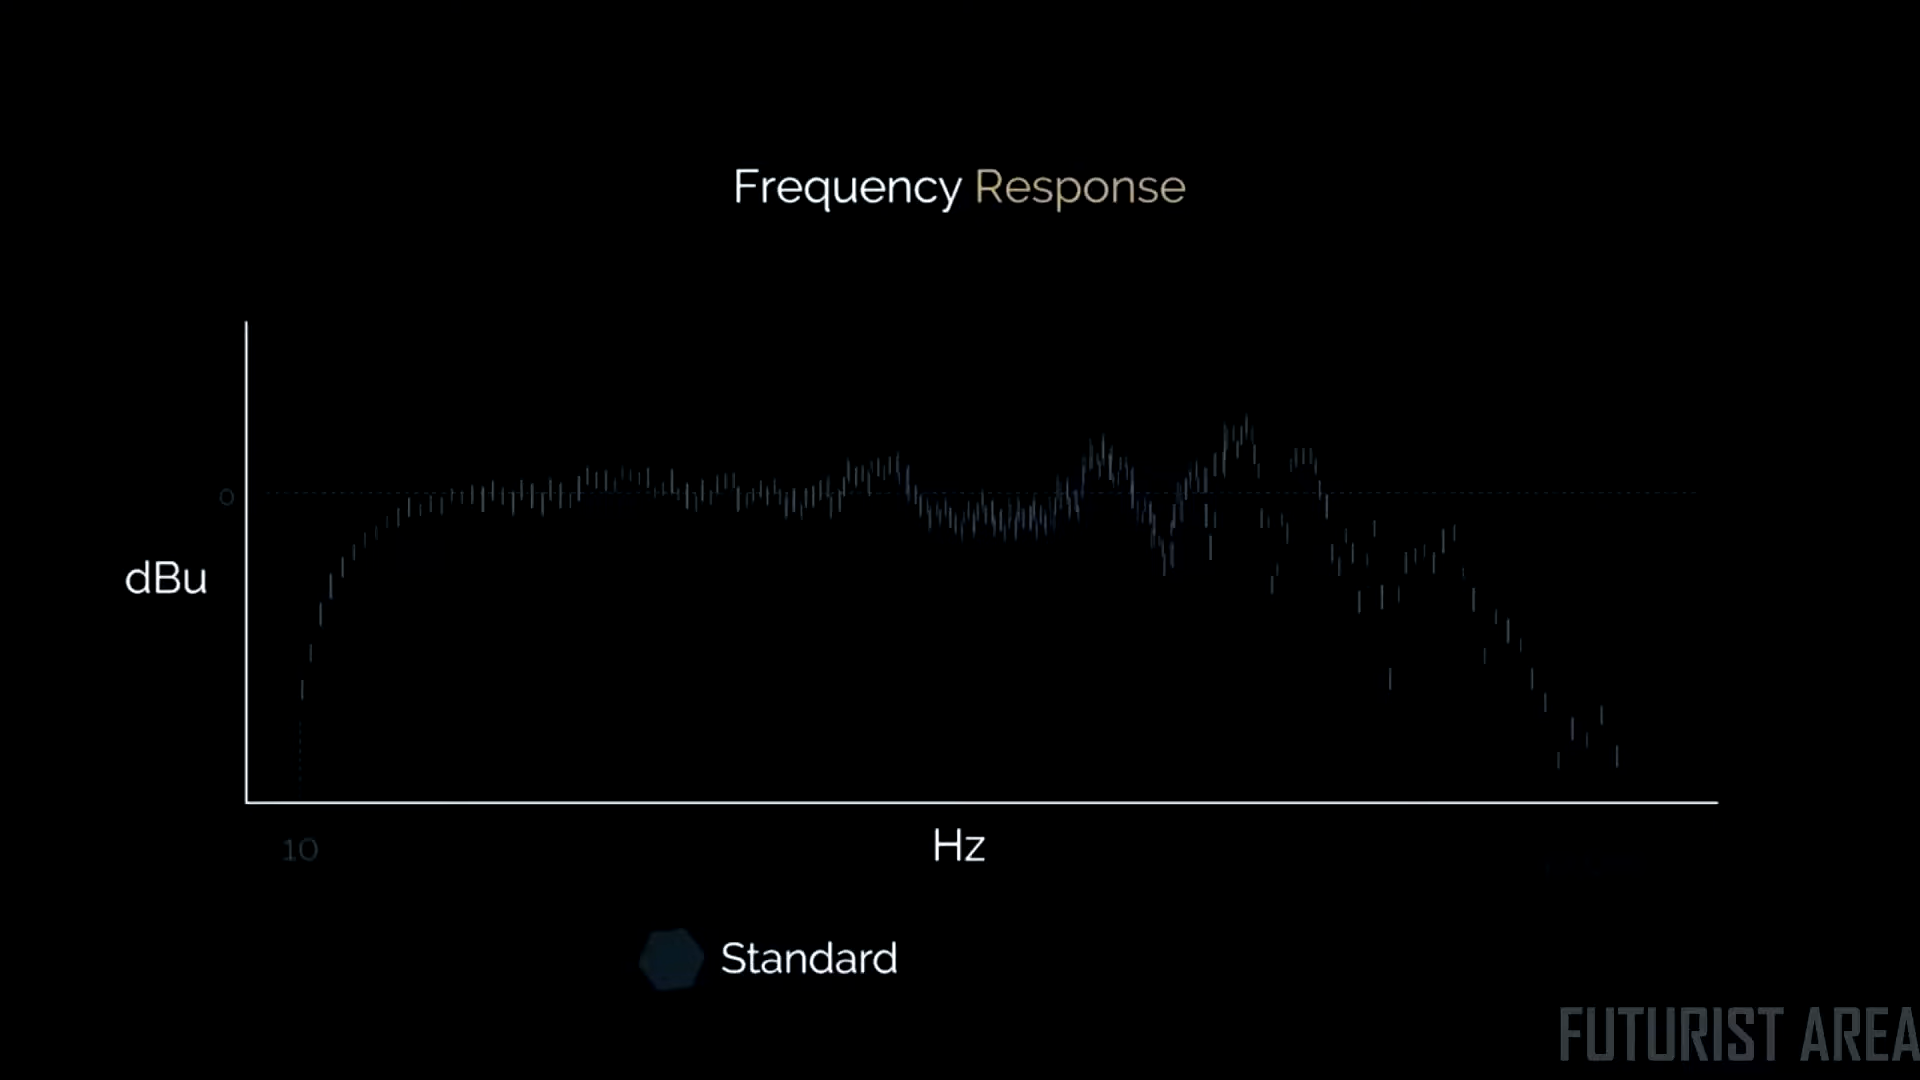 Frequency Response
0
dBu
Hz
10
Standard
FUTURIST AREA